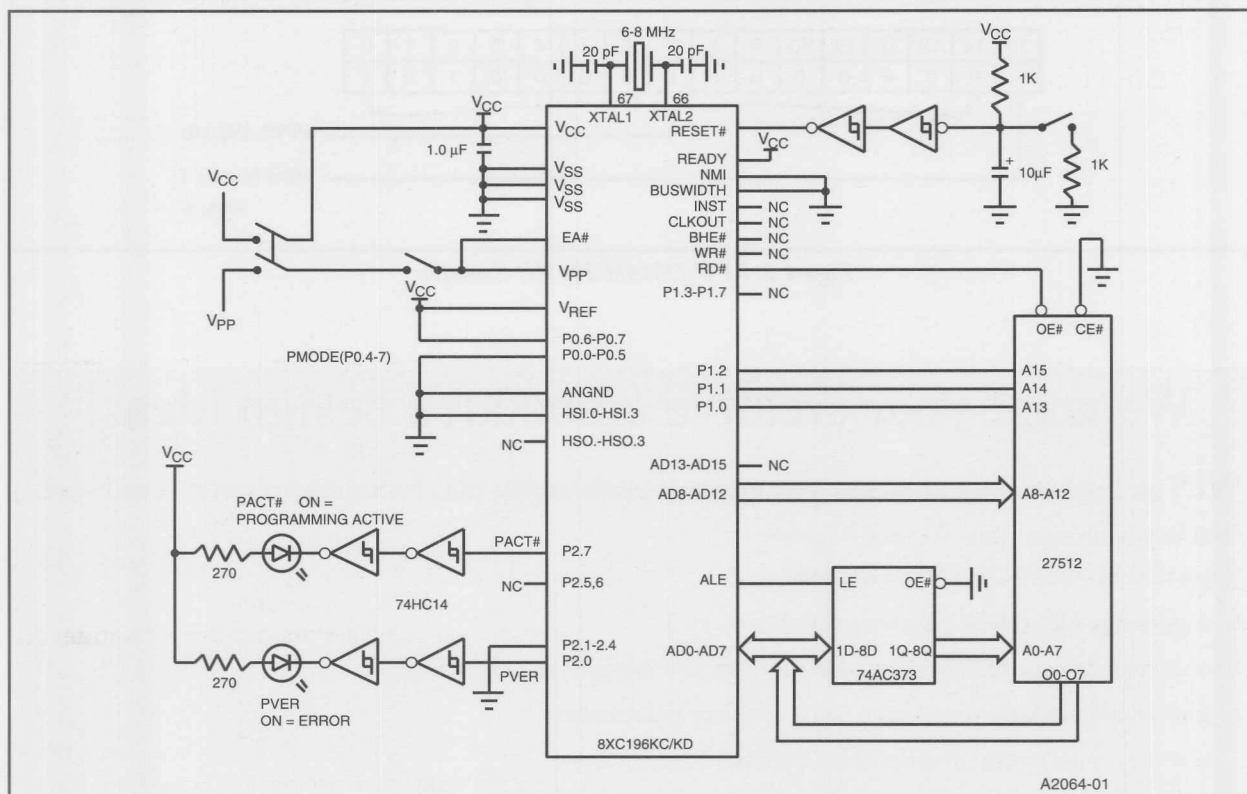 6-8 MHz
20 pF
20 pF
67
66
XTAL1
XTAL2
VCC
1K
VCC
VCC
RESET#
1.0 µF
VCC
READY
NMI
BUSWIDTH
+
10µF
1K
VSS
VSS
VSS
INST
NC
CLKOUT
NC
BHE#
NC
WR#
NC
RD#
VCC
EA#
VCC
VPP
P1.3-P1.7
NC
VPP
VREF
OE#
CE#
P0.6-P0.7
PMODE(P0.4-7)
P0.0-P0.5
P1.2
A15
P1.1
A14
P1.0
A13
ANGND
HSI.0-HSI.3
NC
HSO.-HSO.3
VCC
AD13-AD15
NC
AD8-AD12
A8-A12
PACT# ON =
PROGRAMMING ACTIVE
PACT#
P2.7
270
NC
P2.5,6
74HC14
ALE
LE
OE#
27512
P2.1-2.4
P2.0
AD0-AD7
1D-8D
1Q-8Q
A0-A7
270
PVER
74AC373
O0-O7
PVER
ON = ERROR
8XC196KC/KD
A2064-01